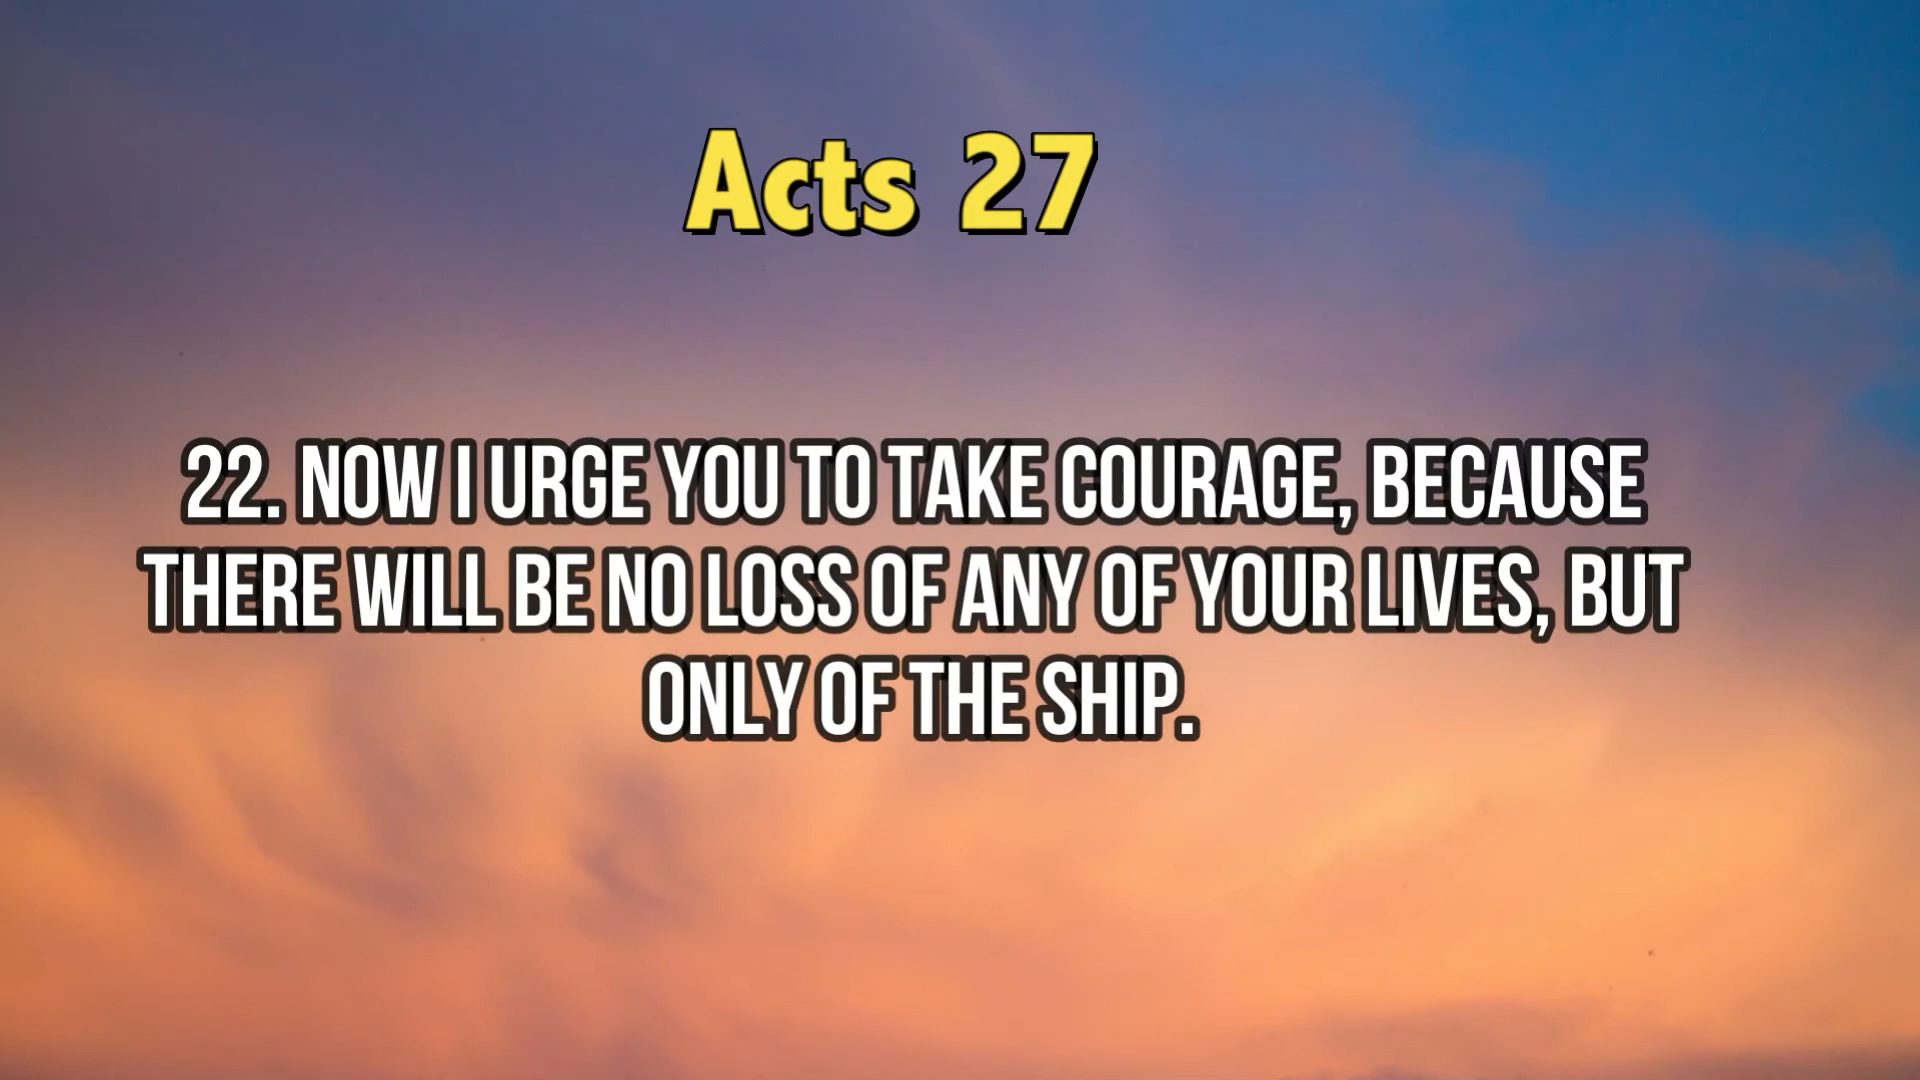 Acts 27
22. NOW I URGE YOU TO TAKE COURAGE, BECAUSE
THERE WILL BE NO LOSS OF ANY OF YOUR LIVES, BUT
ONLY OF THE SHIP.